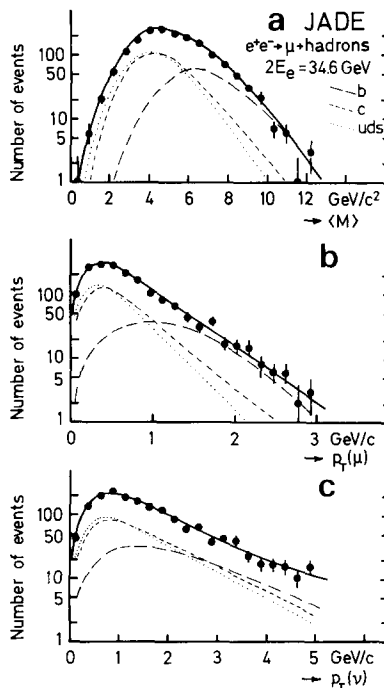 a JADE
e⁺e⁻→ μ+hadrons
2Eₑ =34.6 GeV
b
c
uds
Number of events
100
50
10
5
1
0 2 4 6 8 10 12 GeV/c²
→ ⟨M⟩
b
Number of events
100
50
10
5
1
0 1 2 3 GeV/c
→ p_T(μ)
c
Number of events
100
50
10
5
1
0 1 2 3 4 5 GeV/c
→ p_T(ν)